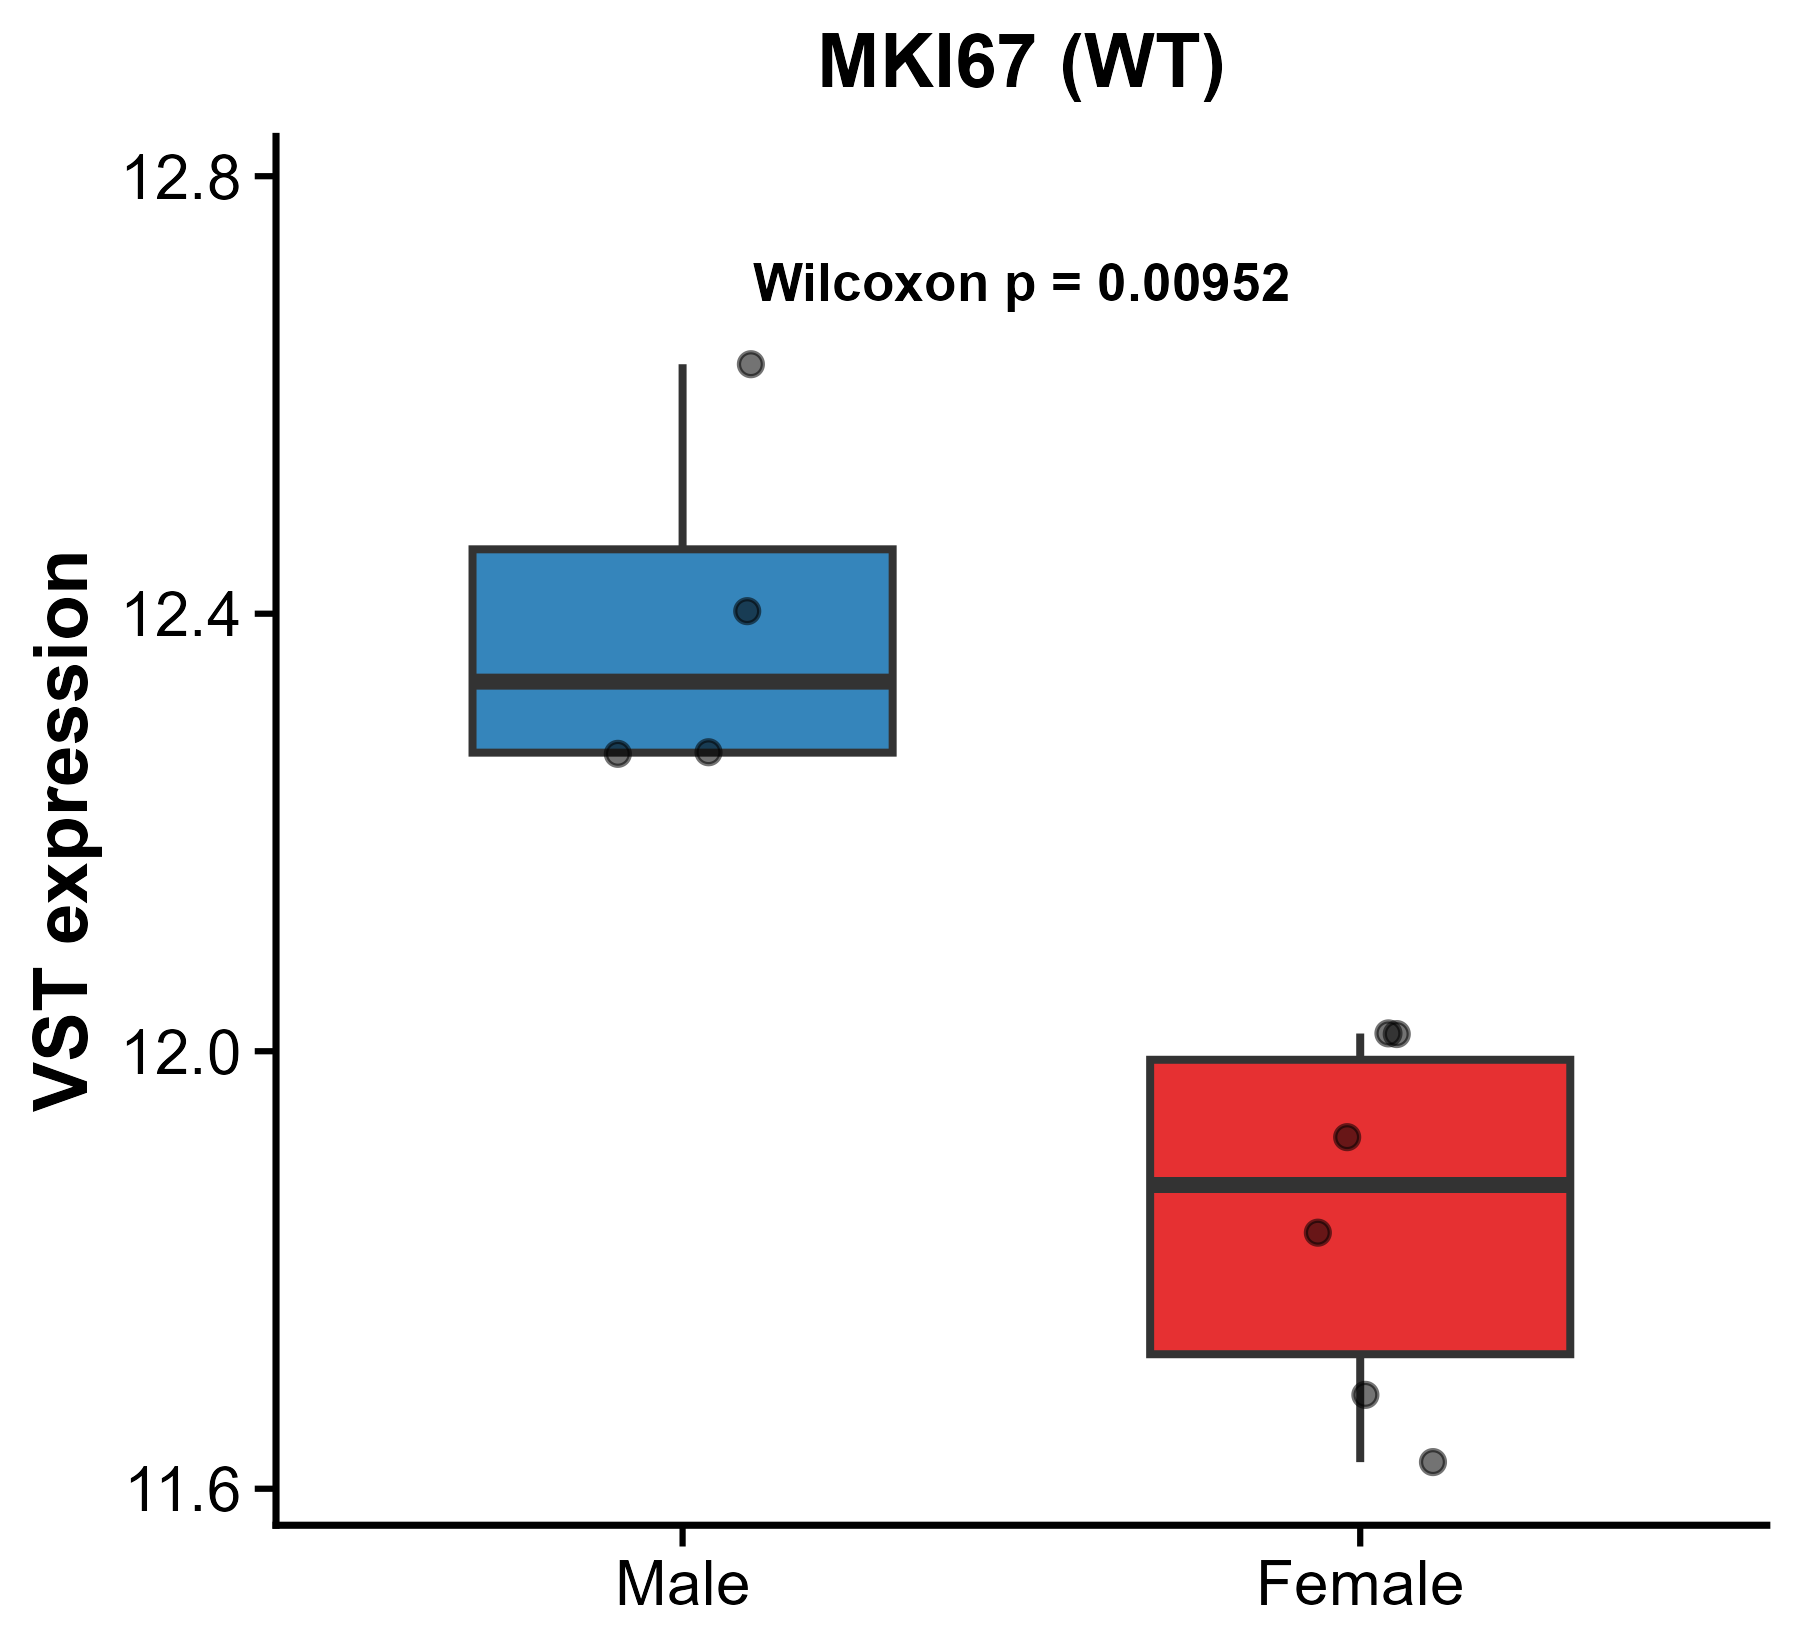 MKI67 (WT)
12.8
Wilcoxon p = 0.00952
12.4
VST expression
12.0
11.6
Male
Female